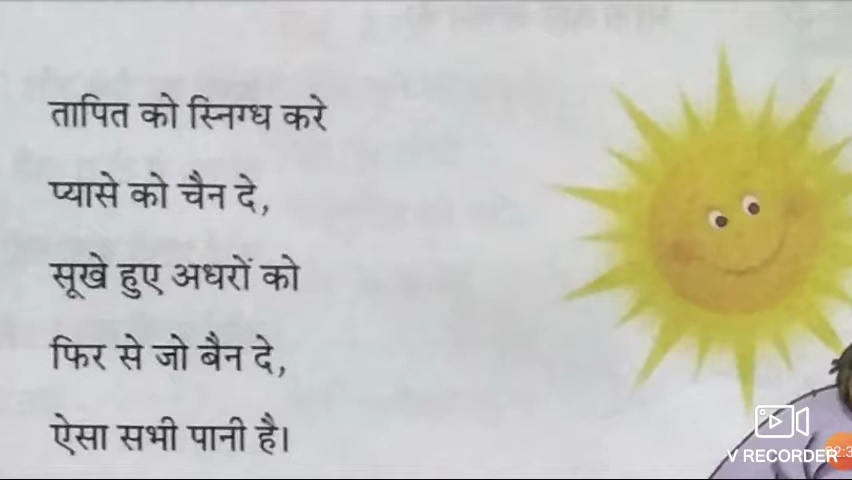 तापित को स्निग्ध करे
प्यासे को चैन दे,
सूखे हुए अधरों को
फिर से जो बैन दे,
ऐसा सभी पानी है।
V RECORDER